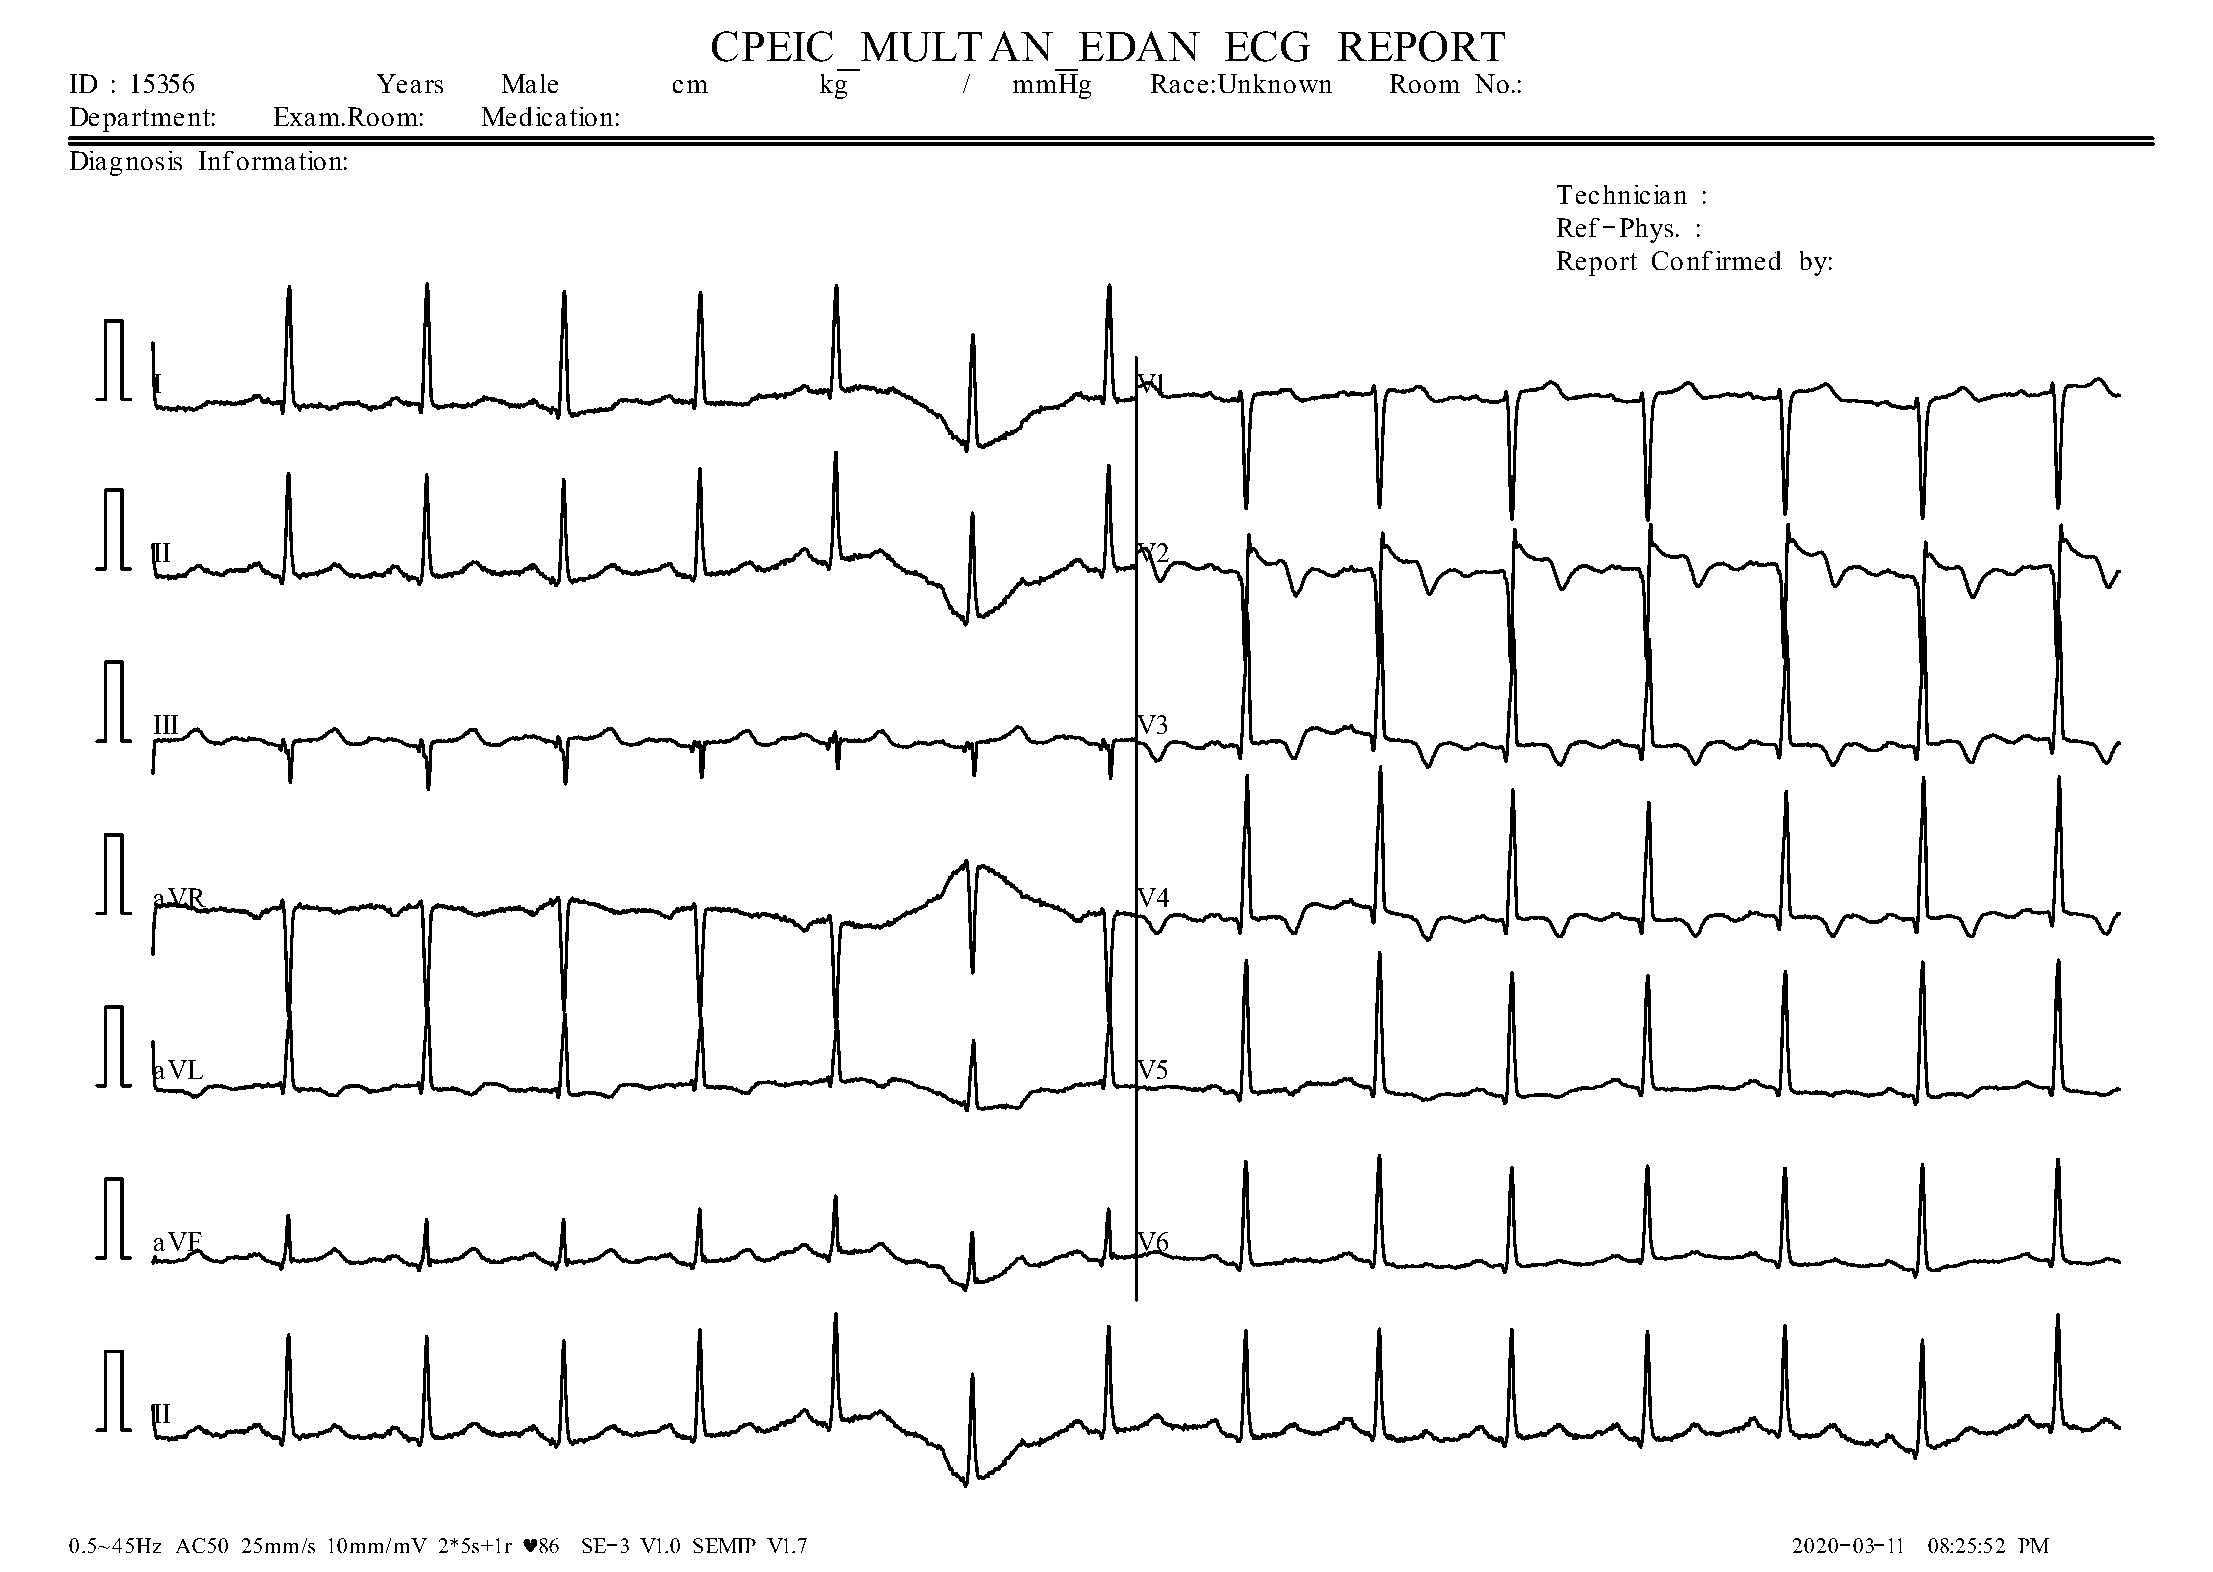 CPEIC_MULTAN_EDAN ECG REPORT
ID : 15356 Years Male cm kg / mmHg Race:Unknown Room No.:
Department: Exam.Room: Medication:
Diagnosis Information:
Technician :
Ref-Phys. :
Report Confirmed by:
I V1
II V2
III V3
aVR V4
aVL V5
aVF V6
II
0.5~45Hz AC50 25mm/s 10mm/mV 2*5s+1r ♥86 SE-3 V1.0 SEMIP V1.7 2020-03-11 08:25:52 PM